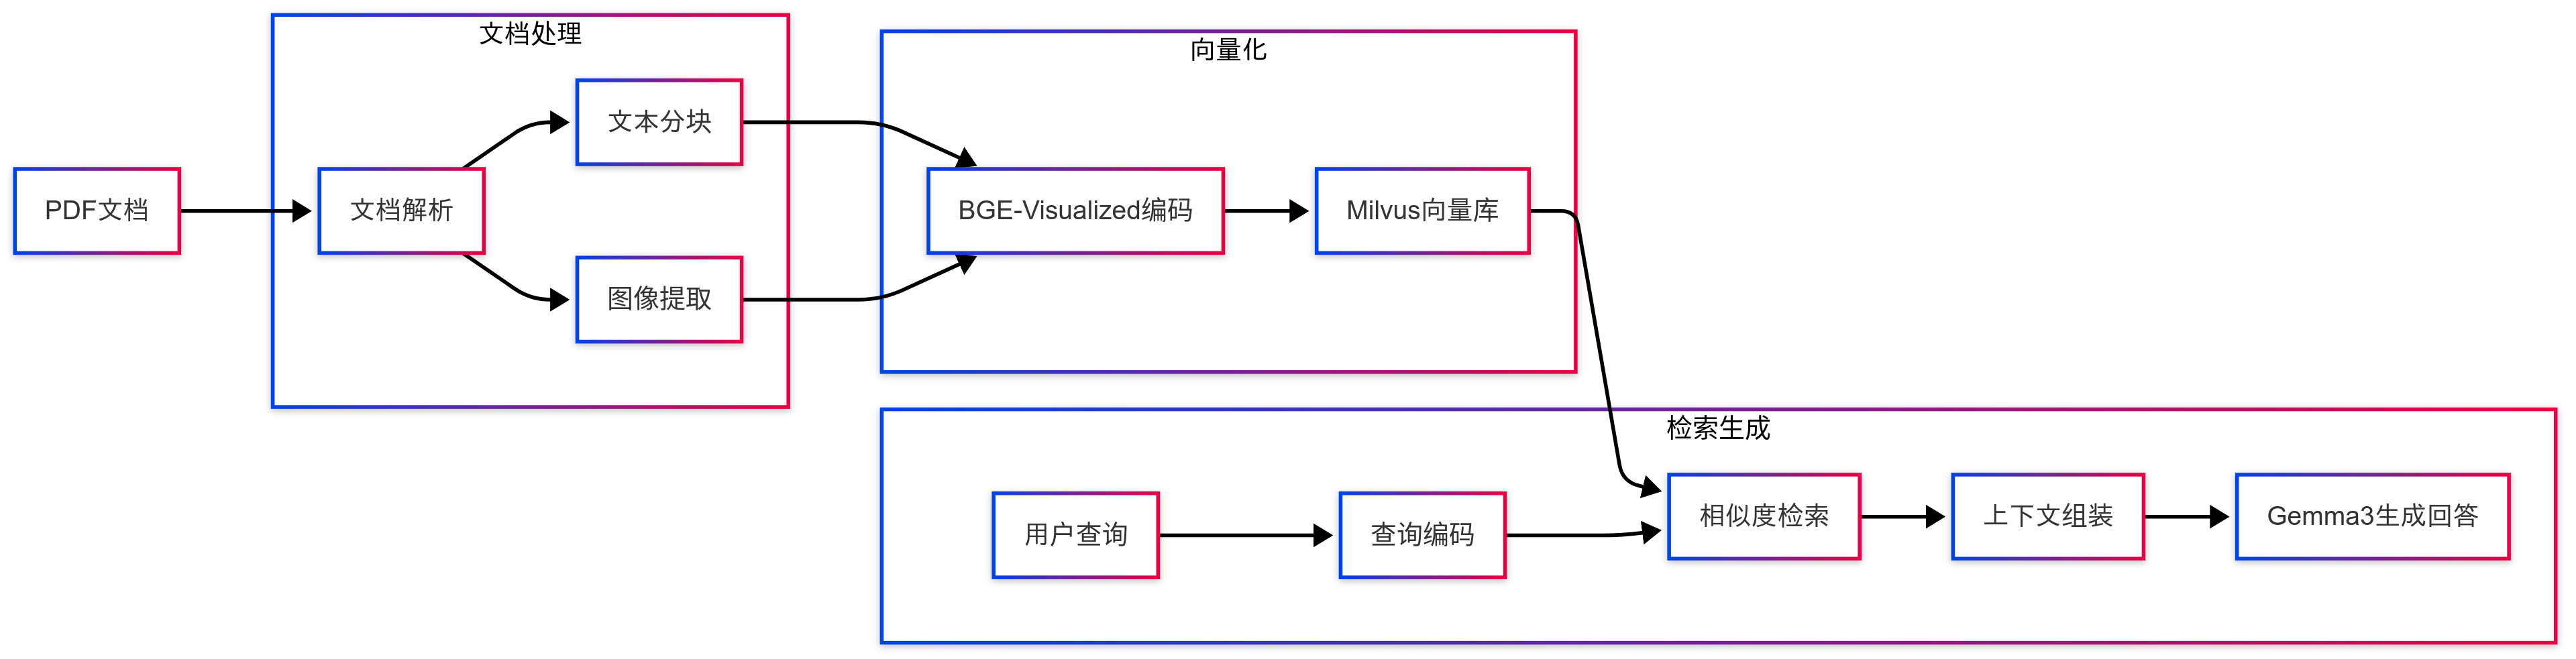 文档处理
文本分块
PDF文档
文档解析
图像提取
向量化
BGE-Visualized编码
Milvus向量库
检索生成
用户查询
查询编码
相似度检索
上下文组装
Gemma3生成回答